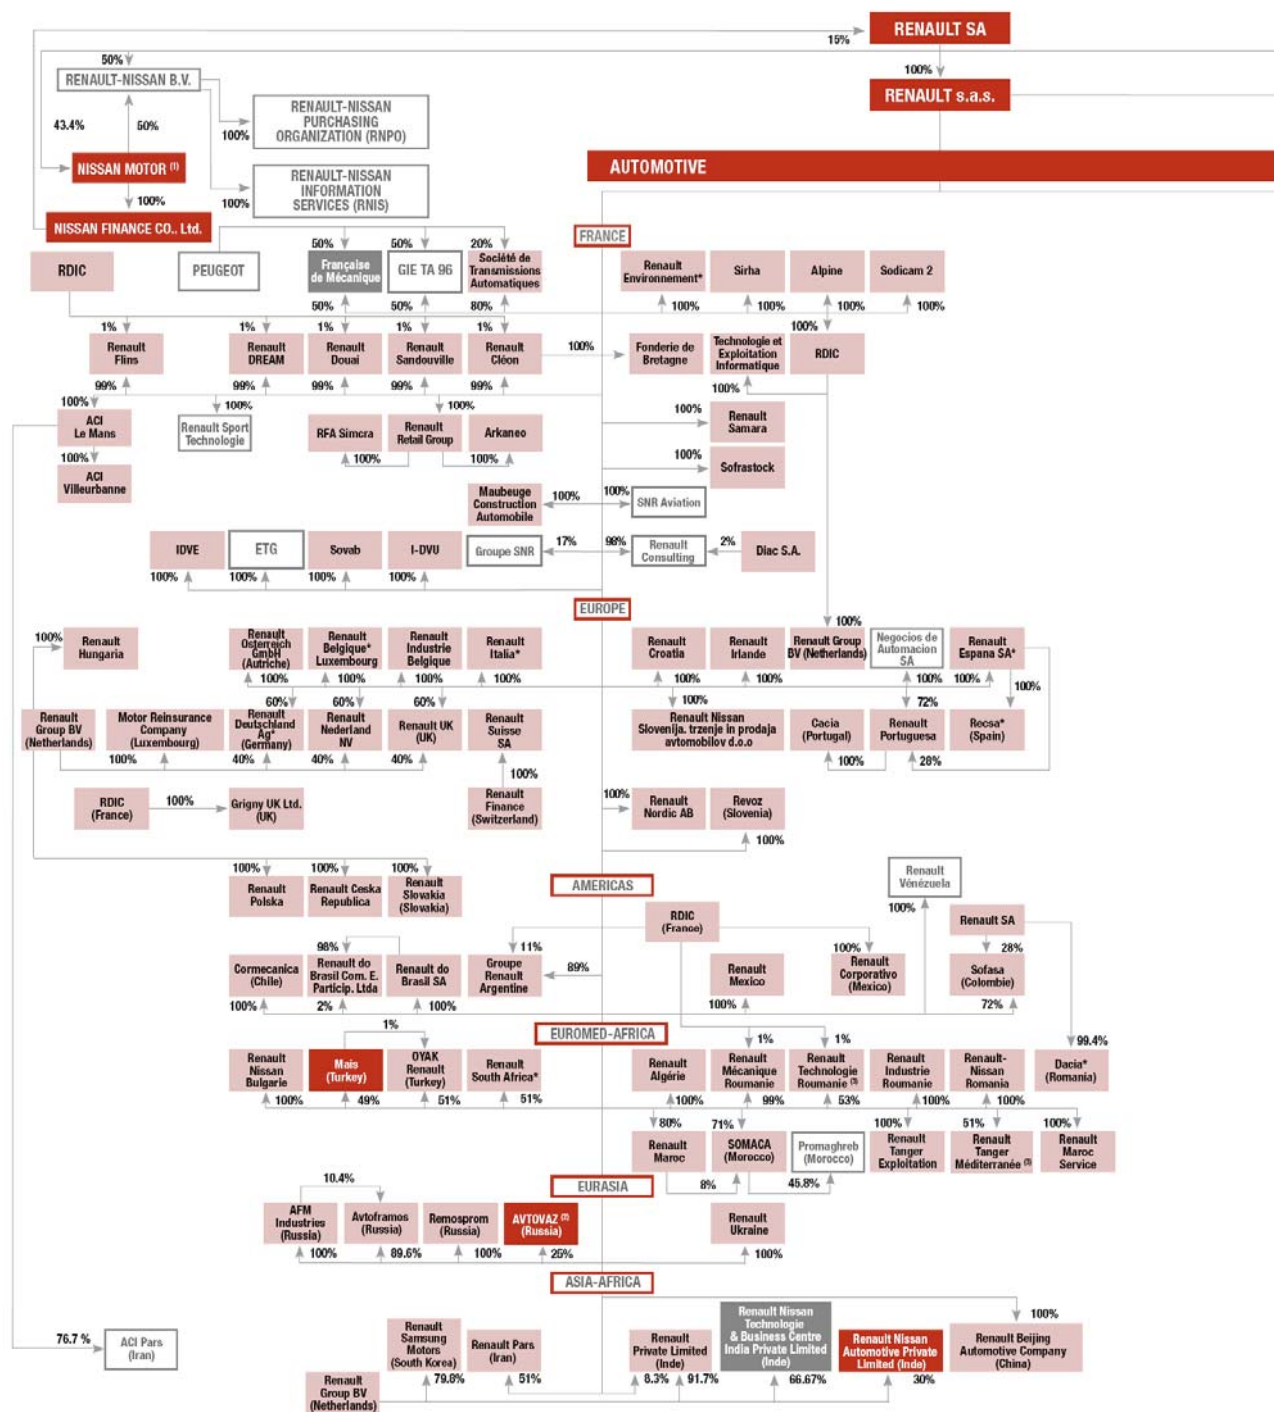 RENAULT SA
15%
50%
100%
RENAULT-NISSAN B.V.
RENAULT s.a.s.
RENAULT-NISSAN
PURCHASING
ORGANIZATION (RNPO)
43.4%
50%
100%
NISSAN MOTOR (1)
AUTOMOTIVE
RENAULT-NISSAN
INFORMATION
SERVICES (RNIS)
100%
100%
NISSAN FINANCE CO.. Ltd.
FRANCE
50%
50%
20%
RDIC
PEUGEOT
Française
de Mécanique
GIE TA 96
Société de
Transmissions
Automatiques
Renault
Environnement*
Sirha
Alpine
Sodicam 2
50%
50%
80%
100%
100%
100%
100%
1%
1%
1%
1%
1%
100%
Renault
Flins
Renault
DREAM
Renault
Douai
Renault
Sandouville
Renault
Cléon
100%
Fonderie de
Bretagne
Technologie et
Exploitation
Informatique
RDIC
99%
99%
99%
99%
99%
100%
100%
100%
100%
ACI
Le Mans
Renault Sport
Technologie
RFA Simcra
Renault
Retail Group
Arkaneo
100%
Renault
Samara
100%
100%
100%
100%
Sofrastock
ACI
Villeurbanne
Maubeuge
Construction
Automobile
100%
100%
SNR Aviation
IDVE
ETG
Sovab
I-DVU
Groupe SNR
17%
98%
Renault
Consulting
2%
Diac S.A.
100%
100%
100%
100%
EUROPE
100%
100%
Renault
Hungaria
Renault
Osterreich
GmbH
(Autriche)
Renault
Belgique*
Luxembourg
Renault
Industrie
Belgique
Renault
Italia*
Renault
Croatia
Renault
Irlande
Renault Group
BV (Netherlands)
Negocios de
Automacion
SA
Renault
Espana SA*
100%
100%
100%
100%
100%
100%
100%
100%
60%
60%
60%
100%
72%
100%
Renault
Group BV
(Netherlands)
Motor Reinsurance
Company
(Luxembourg)
Renault
Deutschland
Ag*
(Germany)
Renault
Nederland
NV
Renault UK
(UK)
Renault
Suisse
SA
Renault Nissan
Slovenija. trzenje in prodaja
avtomobilov d.o.o
Cacia
(Portugal)
Renault
Portuguesa
Recsa*
(Spain)
100%
40%
40%
40%
100%
28%
100%
RDIC
(France)
100%
Grigny UK Ltd.
(UK)
Renault
Finance
(Switzerland)
100%
Renault
Nordic AB
Revoz
(Slovenia)
100%
100%
100%
100%
Renault
Polska
Renault Ceska
Republica
Renault
Slovakia
(Slovakia)
AMERICAS
Renault
Vénézuela
100%
RDIC
(France)
Renault SA
98%
11%
100%
28%
Cormecanica
(Chile)
Renault do
Brasil Com. E.
Particip. Ltda
Renault do
Brasil SA
Groupe
Renault
Argentine
89%
Renault
Mexico
Renault
Corporativo
(Mexico)
Sofasa
(Colombie)
100%
2%
100%
100%
72%
1%
EUROMED-AFRICA
1%
1%
99.4%
Renault
Nissan
Bulgarie
Mais
(Turkey)
OYAK
Renault
(Turkey)
Renault
South Africa*
Renault
Algérie
Renault
Mécanique
Roumanie
Renault
Technologie
Roumanie (3)
Renault
Industrie
Roumanie
Renault-
Nissan
Romania
Dacia*
(Romania)
100%
49%
51%
51%
100%
99%
53%
100%
100%
80%
71%
100%
51%
100%
Renault
Maroc
SOMACA
(Morocco)
Promaghreb
(Morocco)
Renault
Tanger
Exploitation
Renault
Tanger
Méditerranée (3)
Renault
Maroc
Service
8%
45.8%
EURASIA
10.4%
AFM
Industries
(Russia)
Avtoframos
(Russia)
Remosprom
(Russia)
AVTOVAZ (2)
(Russia)
Renault
Ukraine
100%
89.6%
100%
25%
100%
ASIA-AFRICA
76.7 %
ACI Pars
(Iran)
Renault
Samsung
Motors
(South Korea)
Renault Pars
(Iran)
Renault
Private Limited
(Inde)
Renault Nissan
Technologie
& Business Centre
India Private Limited
(Inde)
Renault Nissan
Automotive Private
Limited (Inde)
100%
Renault Beijing
Automotive Company
(China)
79.8%
51%
8.3%
91.7%
66.67%
30%
Renault
Group BV
(Netherlands)